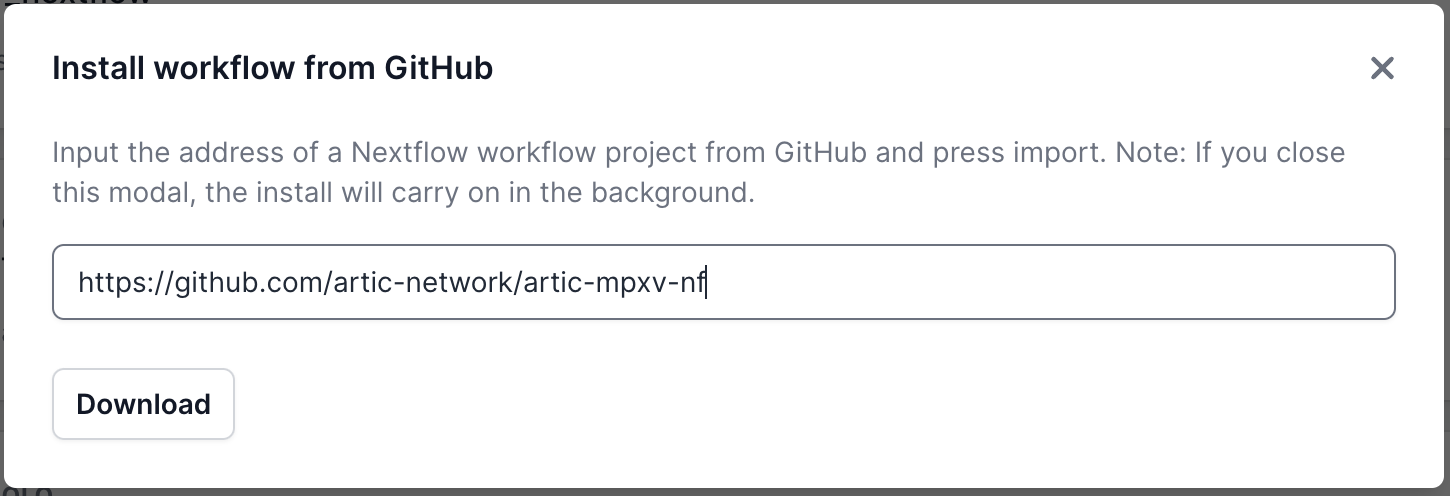 Install workflow from GitHub
Input the address of a Nextflow workflow project from GitHub and press import. Note: If you close
this modal, the install will carry on in the background.
https://github.com/artic-network/artic-mpxv-nf
Download